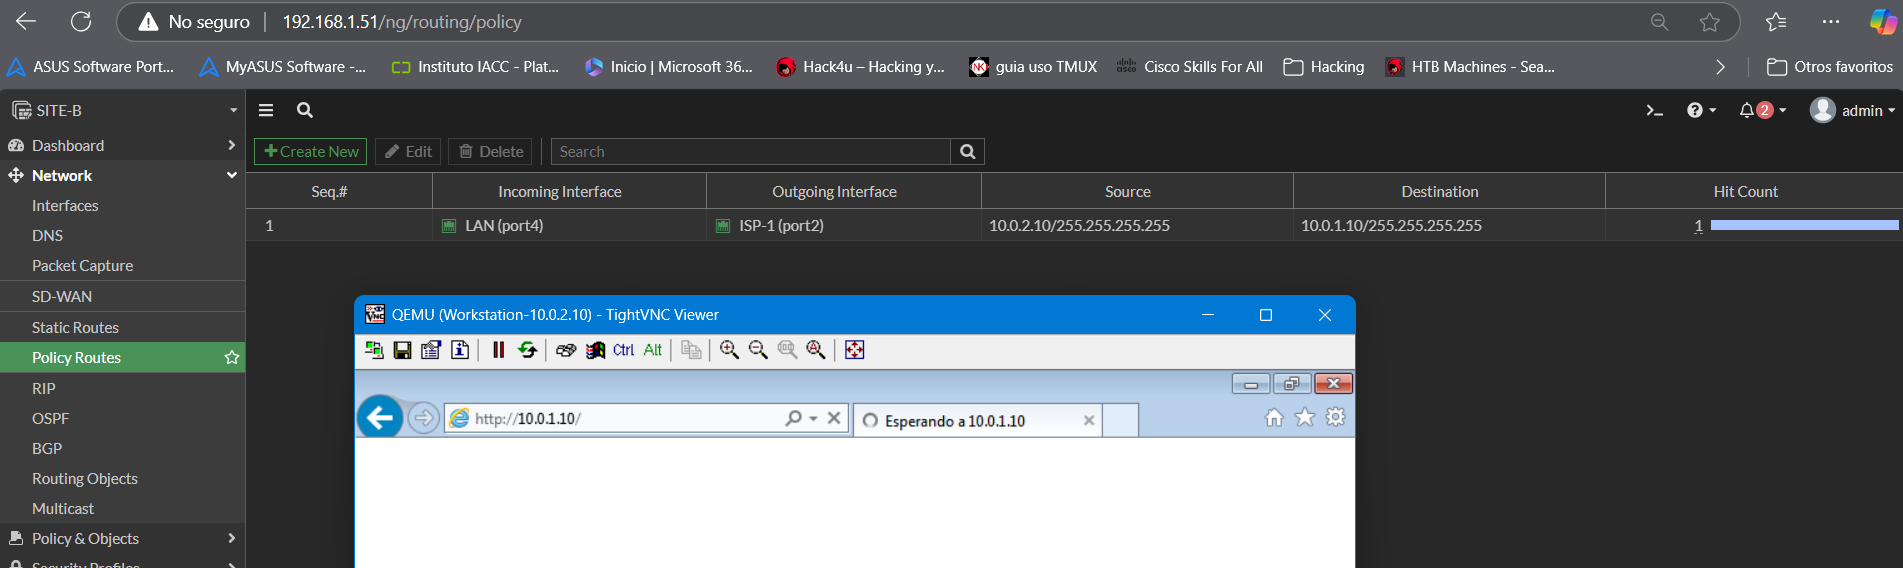 No seguro 192.168.1.51/ng/routing/policy
ASUS Software Port... MyASUS Software -... Instituto IACC - Plat... Inicio | Microsoft 36... Hack4u – Hacking y... guia uso TMUX Cisco Skills For All Hacking HTB Machines - Sea... Otros favoritos
SITE-B
2 admin
Dashboard
Network
Interfaces
DNS
Packet Capture
SD-WAN
Static Routes
Policy Routes
RIP
OSPF
BGP
Routing Objects
Multicast
Policy & Objects
Security Profiles
Create New Edit Delete Search
Seq.# Incoming Interface Outgoing Interface Source Destination Hit Count
1 LAN (port4) ISP-1 (port2) 10.0.2.10/255.255.255.255 10.0.1.10/255.255.255.255 1
QEMU (Workstation-10.0.2.10) - TightVNC Viewer
Ctrl Alt
http://10.0.1.10/ Esperando a 10.0.1.10